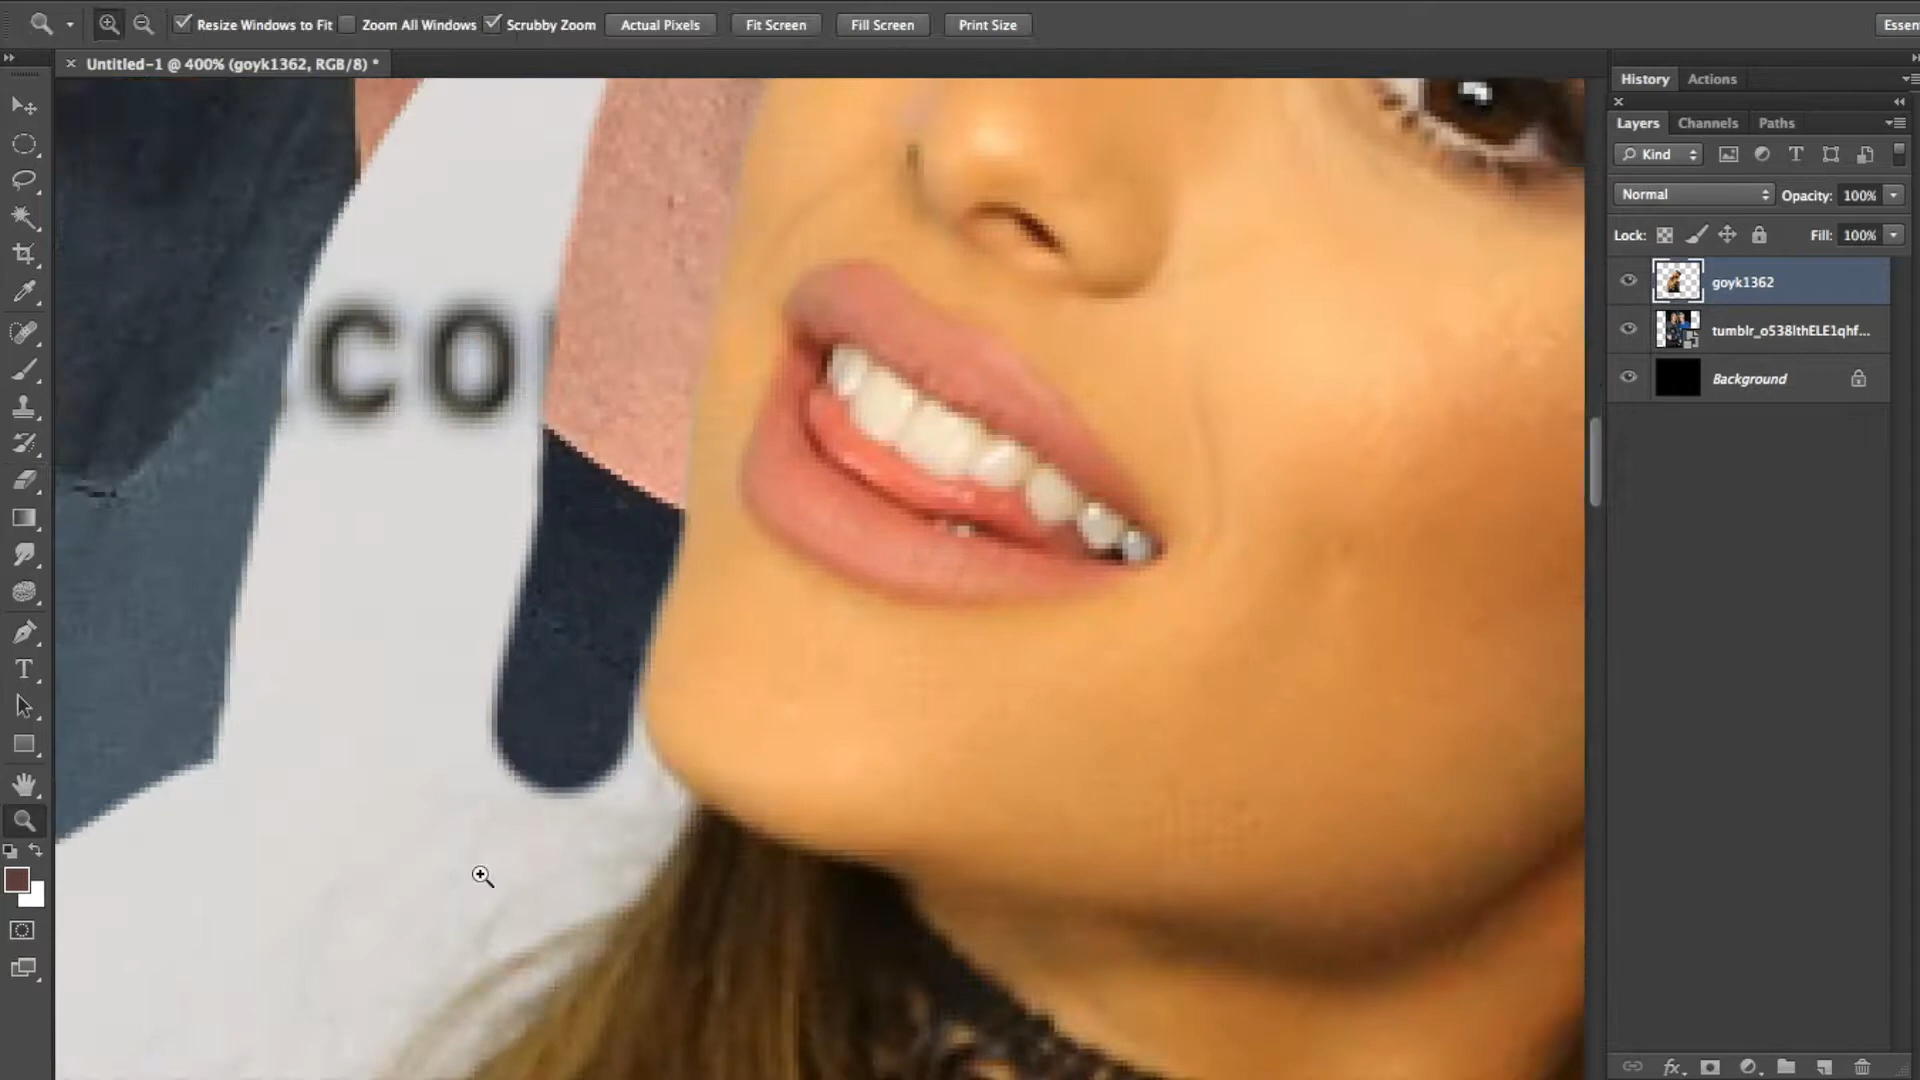 Resize Windows to Fit Zoom All Windows Scrubby Zoom Actual Pixels Fit Screen Fill Screen Print Size Essen
Untitled-1 @ 400% (goyk1362, RGB/8) *
History Actions
Layers Channels Paths
Kind
Normal Opacity: 100%
Lock: Fill: 100%
goyk1362
tumblr_o538lthELE1qhf...
Background
CO
T
fx